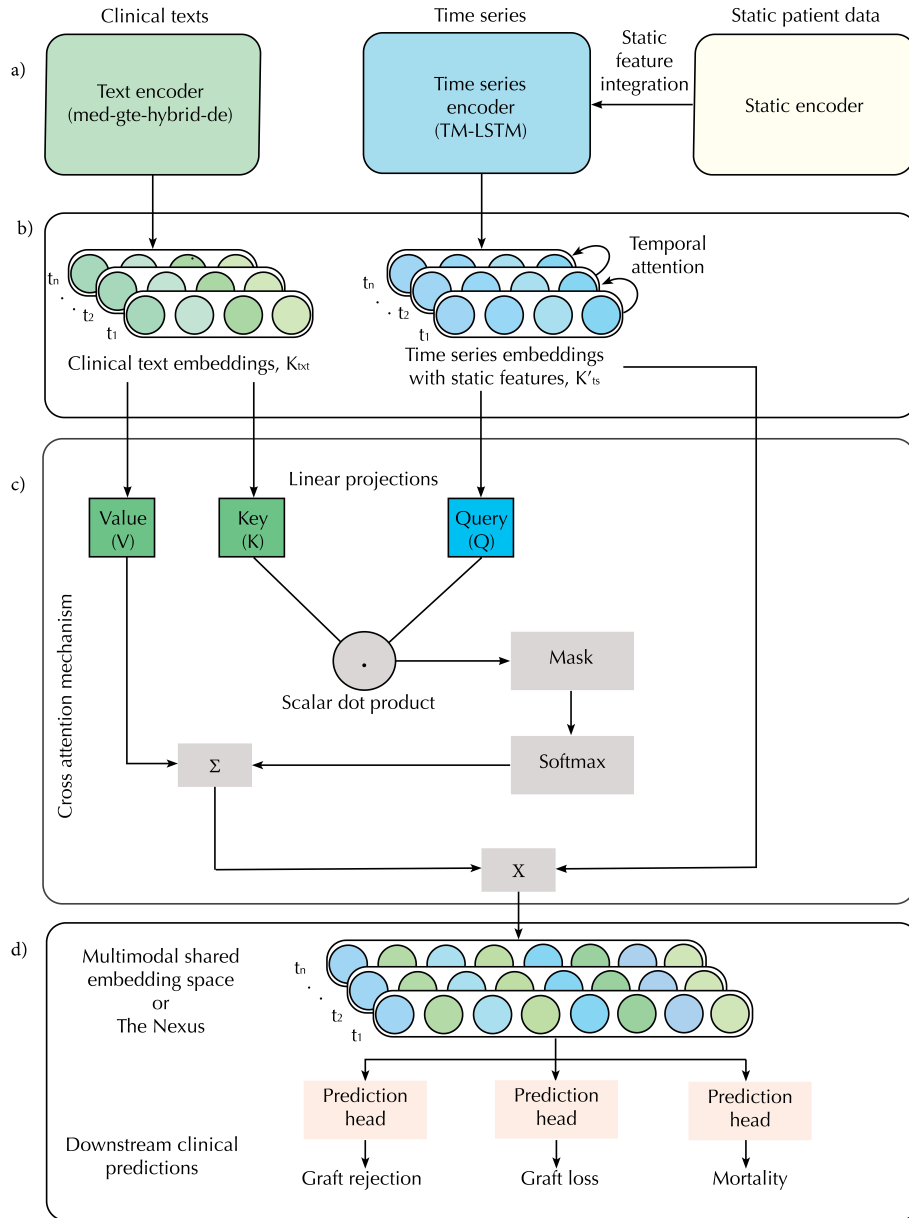 Clinical texts
Time series
Static patient data
a)
Text encoder
(med-gte-hybrid-de)
Time series
encoder
(TM-LSTM)
Static
feature
integration
Static encoder
b)
tn
.
.
t2
t1
Clinical text embeddings, Ktxt
tn
.
.
t2
t1
Temporal
attention
Time series embeddings
with static features, K′ts
c)
Cross attention mechanism
Linear projections
Value
(V)
Key
(K)
Query
(Q)
.
Scalar dot product
Mask
Softmax
Σ
X
d)
Multimodal shared
embedding space
or
The Nexus
tn
.
.
t2
t1
Prediction
head
Prediction
head
Prediction
head
Downstream clinical
predictions
Graft rejection
Graft loss
Mortality